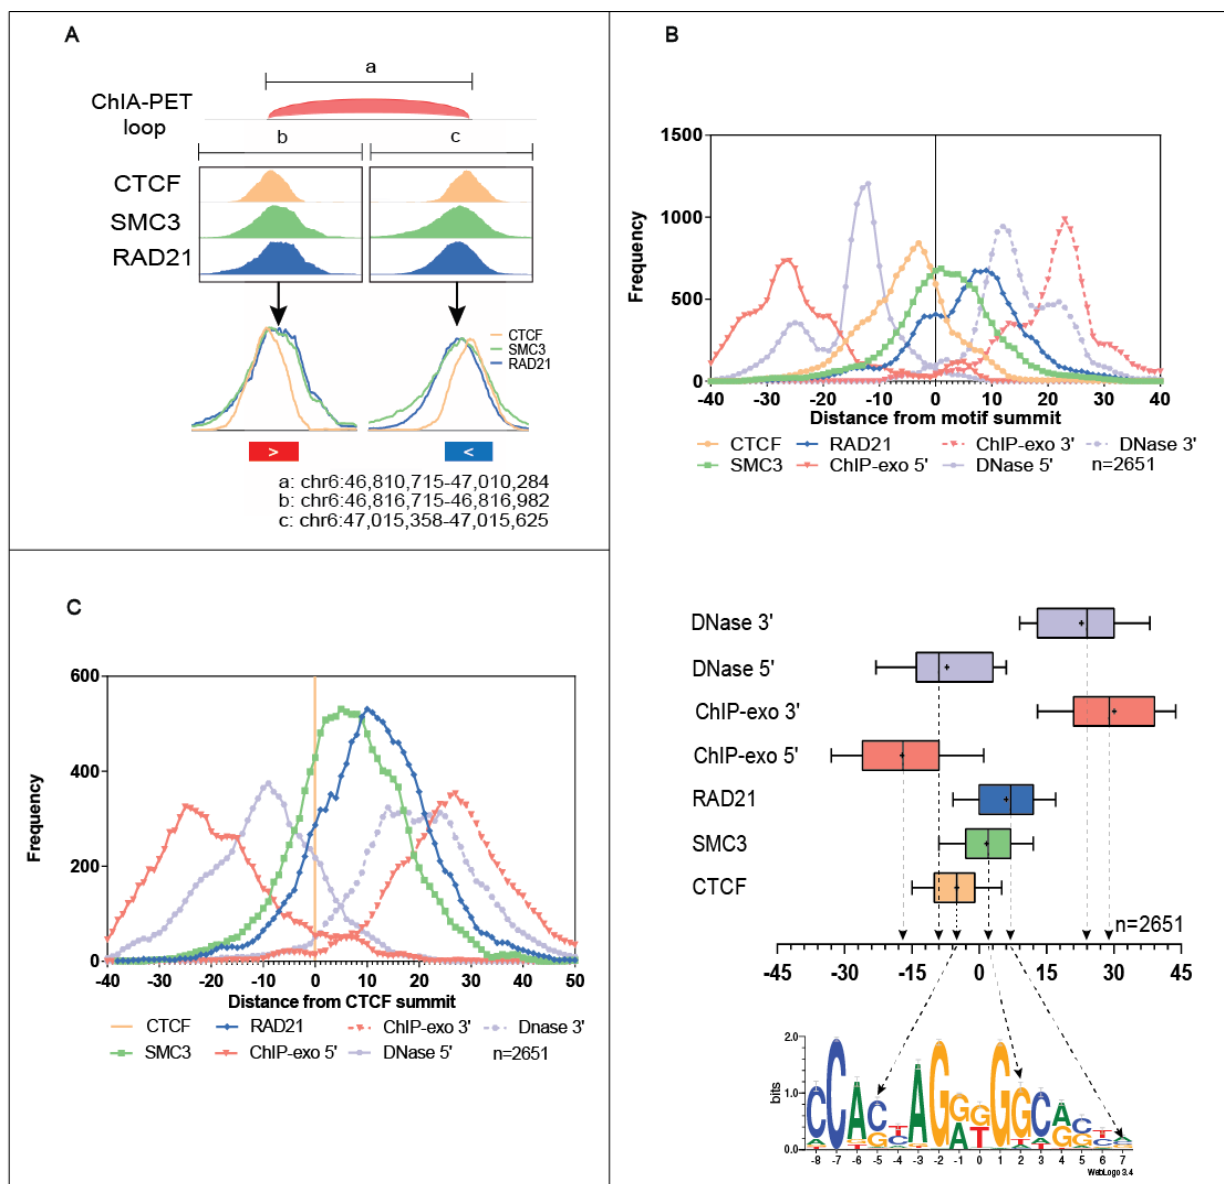 A
a
ChIA-PET
loop
b
c
CTCF
SMC3
RAD21
CTCF
SMC3
RAD21
>
<
a: chr6:46,810,715-47,010,284
b: chr6:46,816,715-46,816,982
c: chr6:47,015,358-47,015,625
B
1500
1000
500
0
Frequency
-40 -30 -20 -10 0 10 20 30 40
Distance from motif summit
CTCF RAD21 ChIP-exo 3' DNase 3'
SMC3 ChIP-exo 5' DNase 5' n=2651
C
600
400
200
0
Frequency
-40 -30 -20 -10 0 10 20 30 40 50
Distance from CTCF summit
CTCF RAD21 ChIP-exo 3' Dnase 3'
SMC3 ChIP-exo 5' DNase 5' n=2651
DNase 3'
DNase 5'
ChIP-exo 3'
ChIP-exo 5'
RAD21
SMC3
CTCF
n=2651
-45 -30 -15 0 15 30 45
2.0
1.0
0.0
bits
-8 -7 -6 -5 -4 -3 -2 -1 0 1 2 3 4 5 6 7
WebLogo 3.4